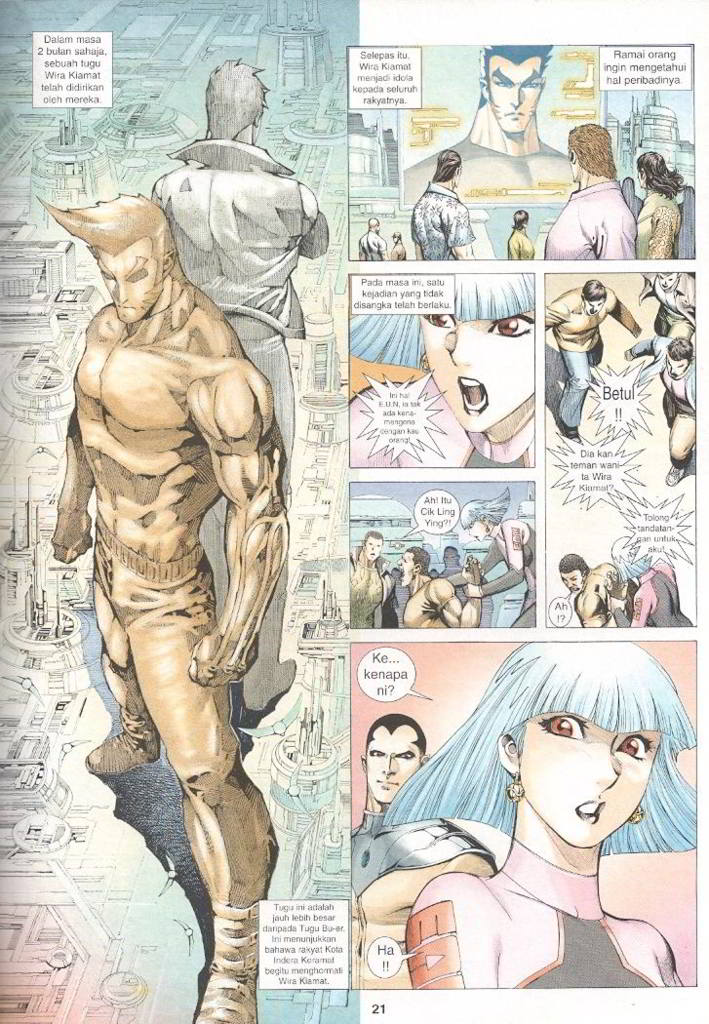 Dalam masa
2 bulan sahaja,
sebuah tugu
Wira Kiamat
telah didirikan
oleh mereka.
Selepas itu,
Wira Kiamat
menjadi idola
kepada seluruh
rakyatnya.
Ramai orang
ingin mengetahui
hal peribadinya.
Pada masa ini, satu
kejadian yang tidak
disangka telah berlaku.
Ini hal
E.U.N, ia tak
ada kena-
mengena
dengan kau
orang!
Betul
!!
Dia kan
teman wani-
ta Wira
Kiamat?
Ah! Itu
Cik Ling
Ying?!
Tolong
tandatan-
gan untuk
aku!
Ah
!?
Ke...
kenapa
ni?
Ha
!!
Tugu ini adalah
jauh lebih besar
daripada Tugu Bu-er.
Ini menunjukkan
bahawa rakyat Kota
Indera Keramat
begitu menghormati
Wira Kiamat.
21